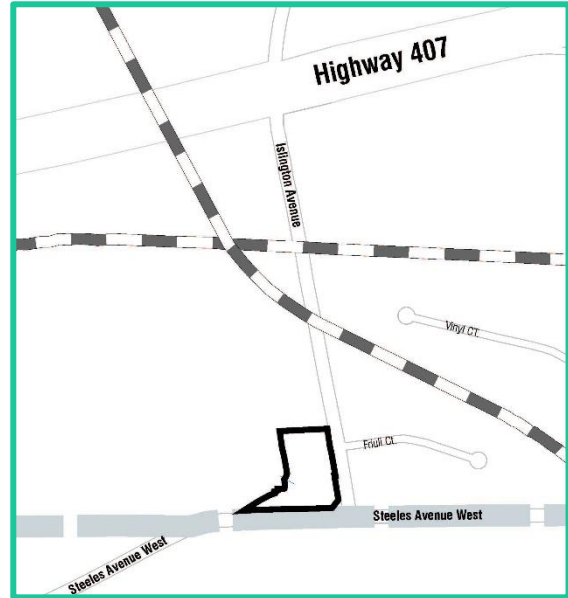 Highway 407
Islington Avenue
Vinyl CT.
Friuli Ct.
Steeles Avenue West
Steeles Avenue West